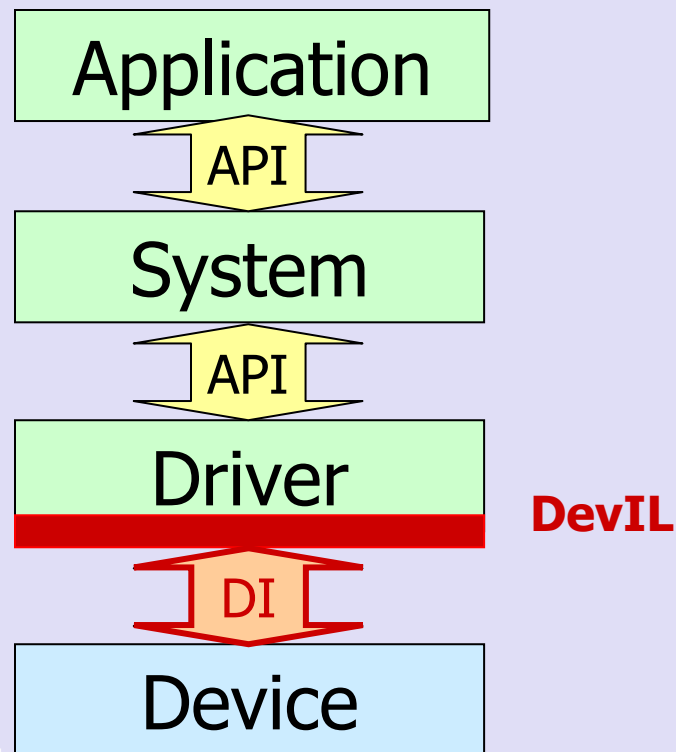 Application
API
System
API
Driver
DevIL
DI
Device